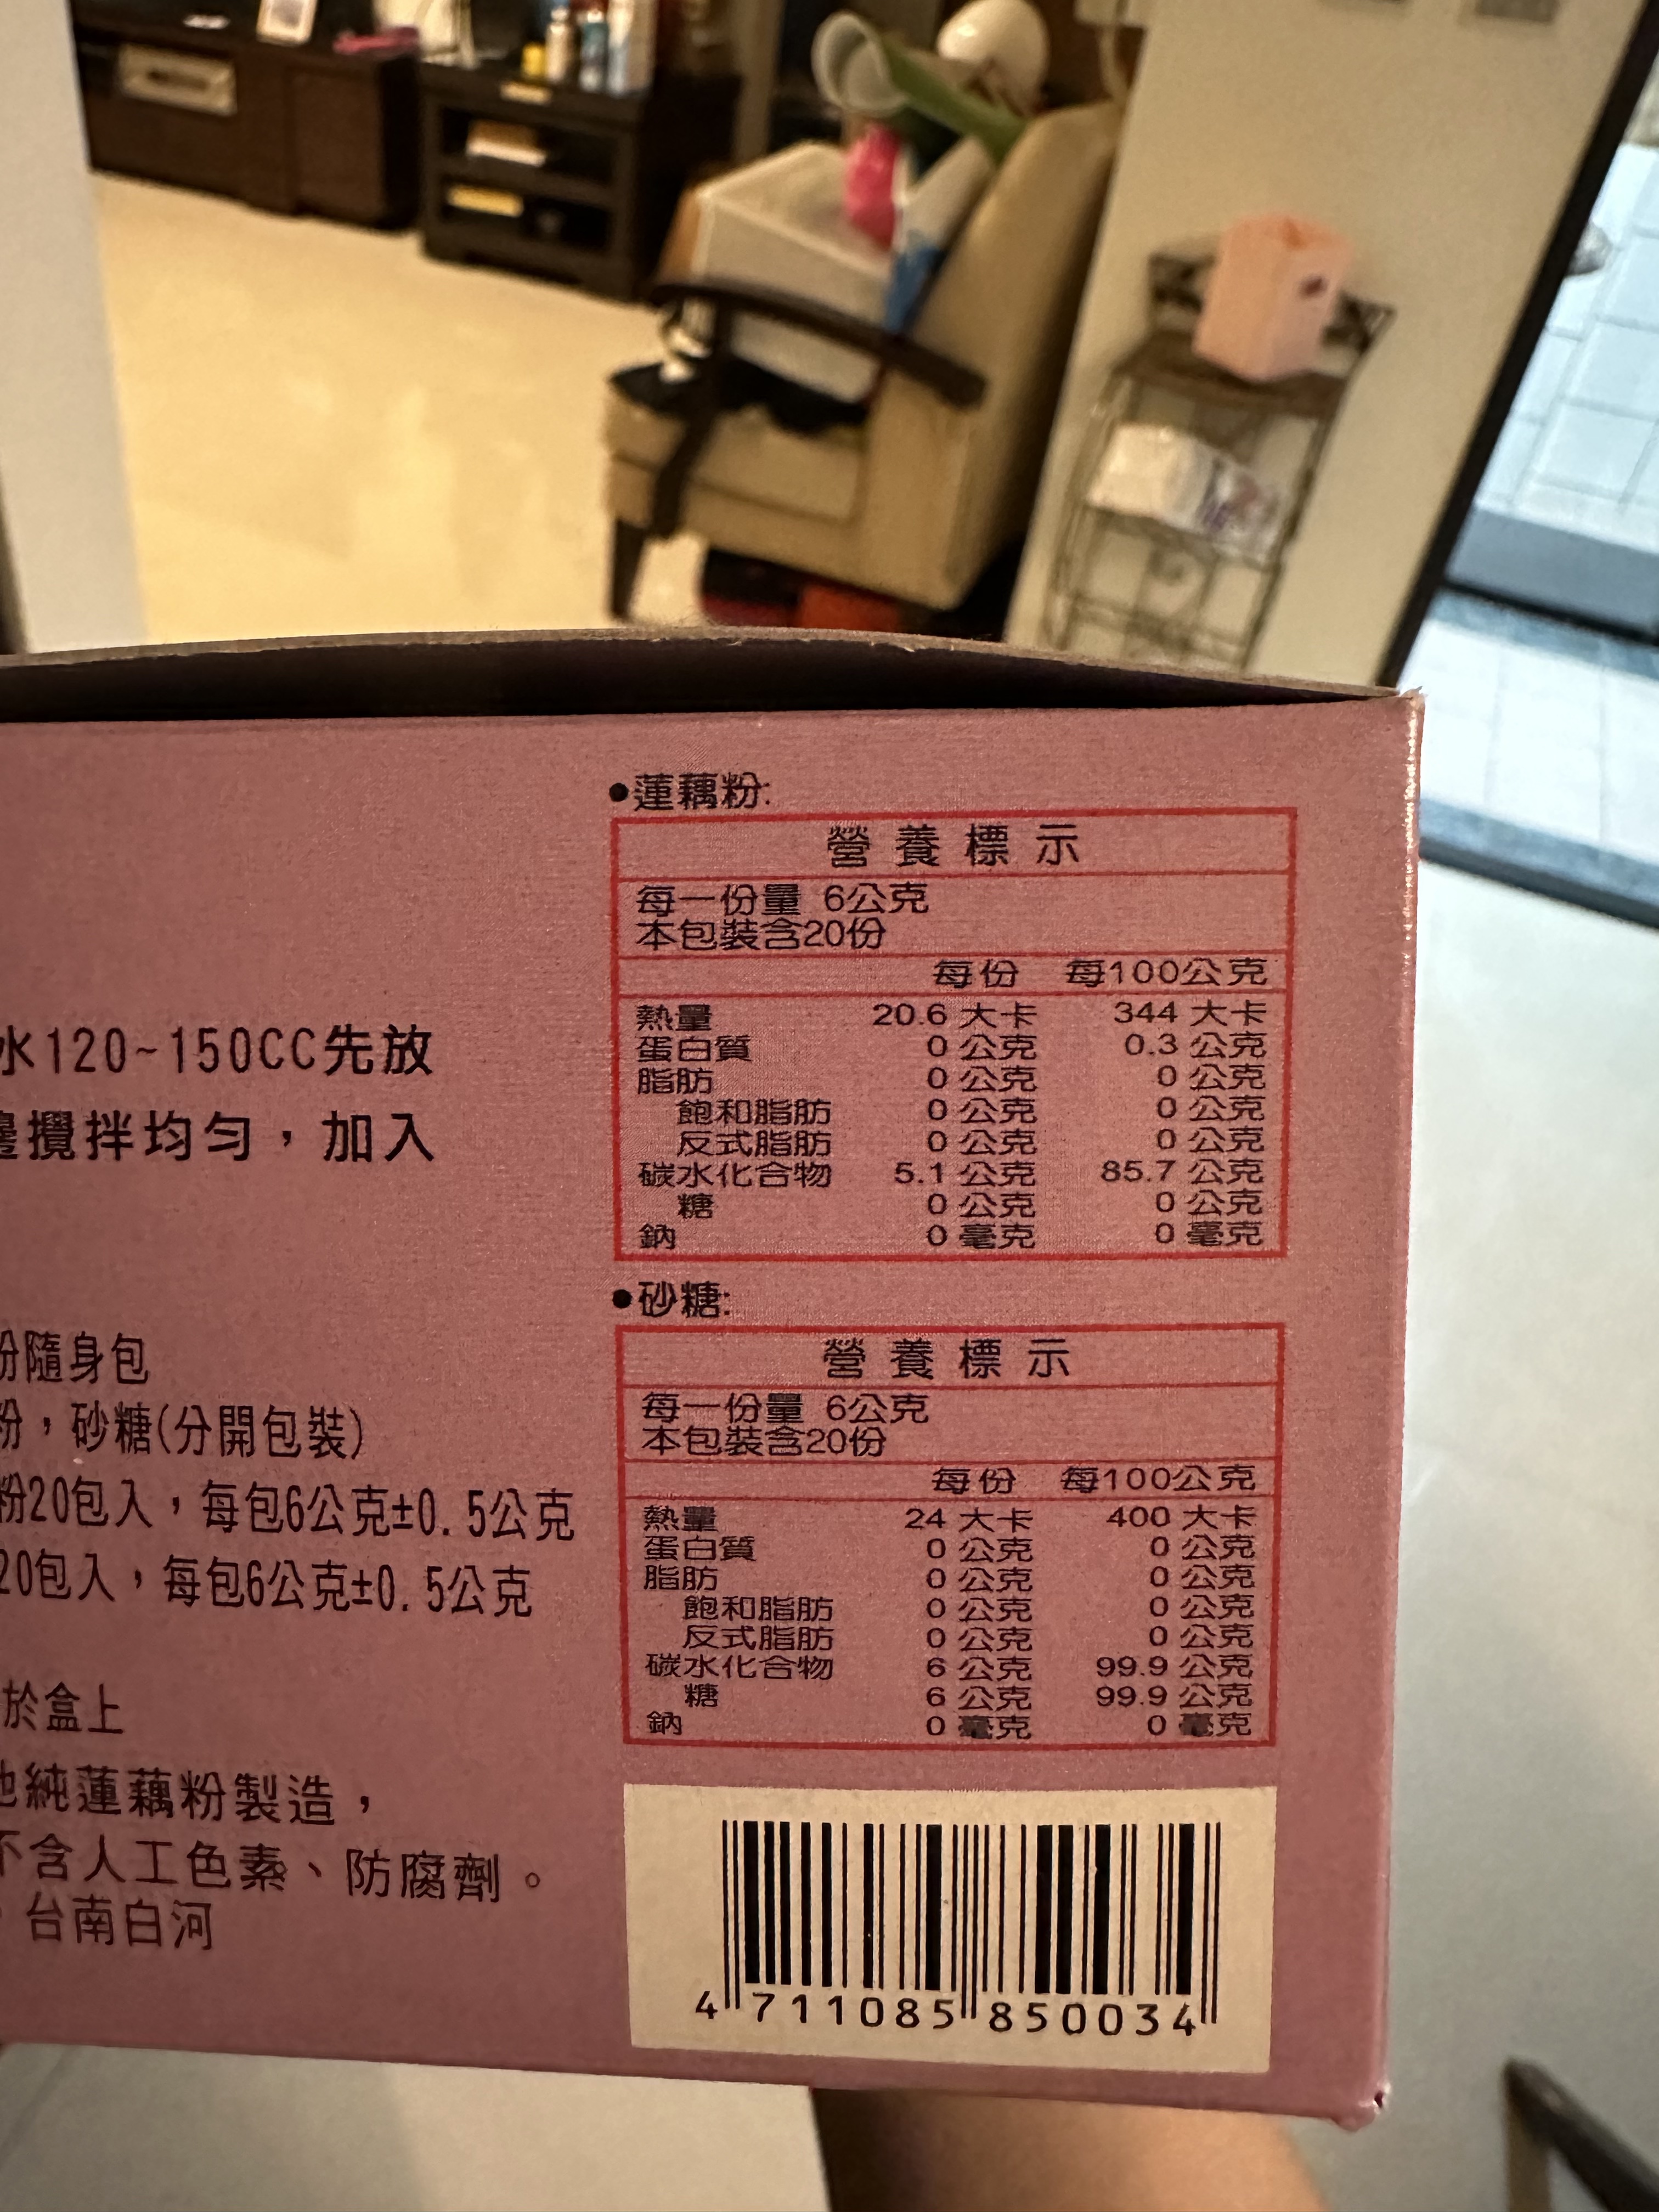 水120~150CC先放
邊攪拌均勻，加入
粉隨身包
粉，砂糖(分開包裝)
粉20包入，每包6公克±0.5公克
20包入，每包6公克±0.5公克
於盒上
純蓮藕粉製造，
不含人工色素、防腐劑。
台南白河
•蓮藕粉:
營養標示
每一份量 6公克
本包裝含20份
每份 每100公克
熱量 20.6 大卡 344 大卡
蛋白質 0 公克 0.3 公克
脂肪 0 公克 0 公克
飽和脂肪 0 公克 0 公克
反式脂肪 0 公克 0 公克
碳水化合物 5.1 公克 85.7 公克
糖 0 公克 0 公克
鈉 0 毫克 0 毫克
•砂糖:
營養標示
每一份量 6公克
本包裝含20份
每份 每100公克
熱量 24 大卡 400 大卡
蛋白質 0 公克 0 公克
脂肪 0 公克 0 公克
飽和脂肪 0 公克 0 公克
反式脂肪 0 公克 0 公克
碳水化合物 6 公克 99.9 公克
糖 6 公克 99.9 公克
鈉 0 毫克 0 毫克
4 711085 850034